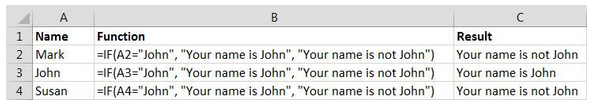 A B C
1 Name Function Result
2 Mark =IF(A2="John", "Your name is John", "Your name is not John") Your name is not John
3 John =IF(A3="John", "Your name is John", "Your name is not John") Your name is John
4 Susan =IF(A4="John", "Your name is John", "Your name is not John") Your name is not John